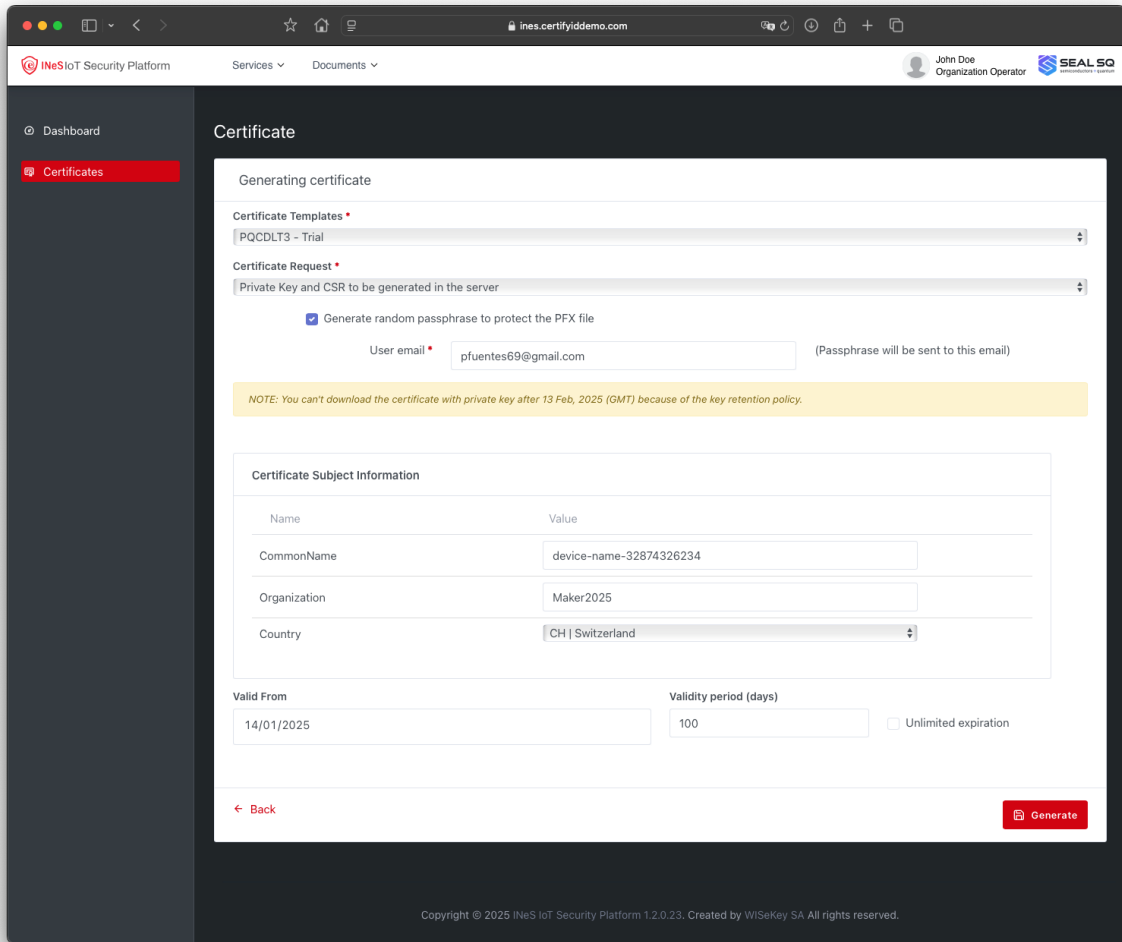 ines.certifyiddemo.com
INeS IoT Security Platform
Services
Documents
John Doe
Organization Operator
SEAL SQ
semiconductors + quantum
Dashboard
Certificates
Certificate
Generating certificate
Certificate Templates *
PQCDLT3 - Trial
Certificate Request *
Private Key and CSR to be generated in the server
Generate random passphrase to protect the PFX file
User email *
pfuentes69@gmail.com
(Passphrase will be sent to this email)
NOTE: You can't download the certificate with private key after 13 Feb, 2025 (GMT) because of the key retention policy.
Certificate Subject Information
Name
Value
CommonName
device-name-32874326234
Organization
Maker2025
Country
CH | Switzerland
Valid From
Validity period (days)
14/01/2025
100
Unlimited expiration
Back
Generate
Copyright © 2025 INeS IoT Security Platform 1.2.0.23. Created by WISeKey SA All rights reserved.